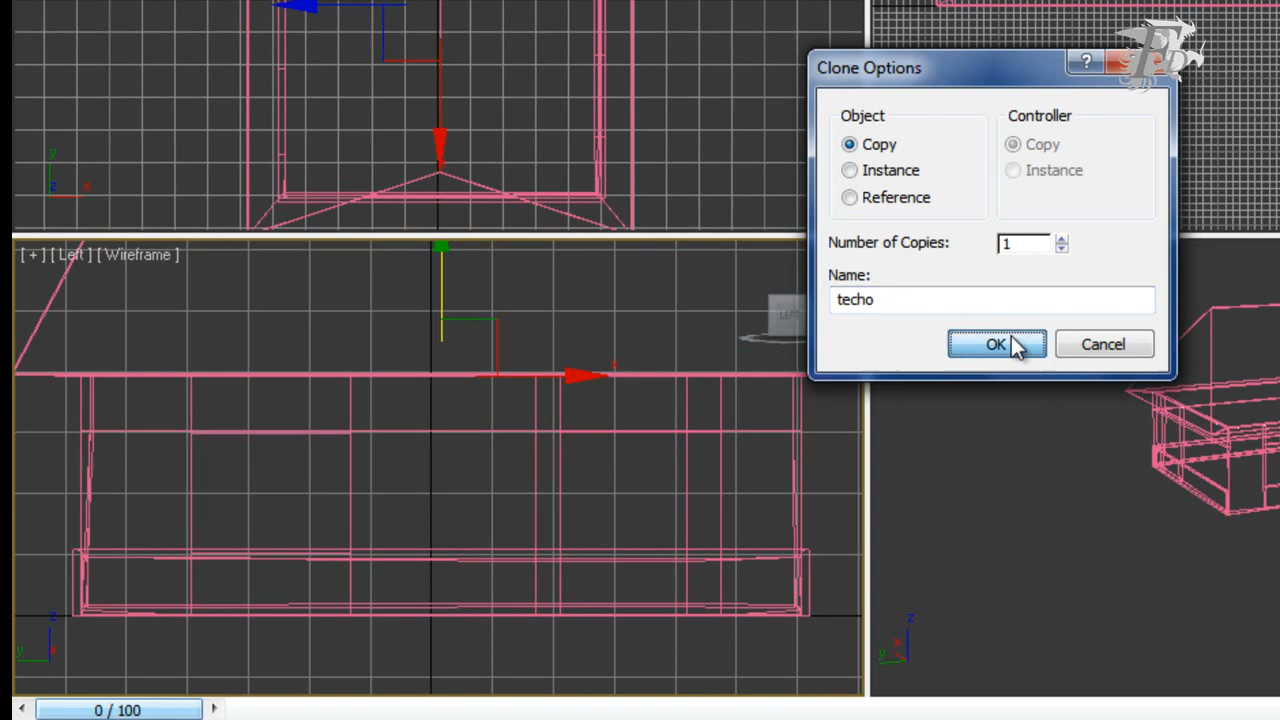 Clone Options
?
Object
Controller
Copy
Copy
Instance
Instance
Reference
Number of Copies:
1
Name:
techo
OK
Cancel
y
z
x
[ + ] [ Left ] [ Wireframe ]
LEFT
x
z
y
x
z
x
y
0 / 100